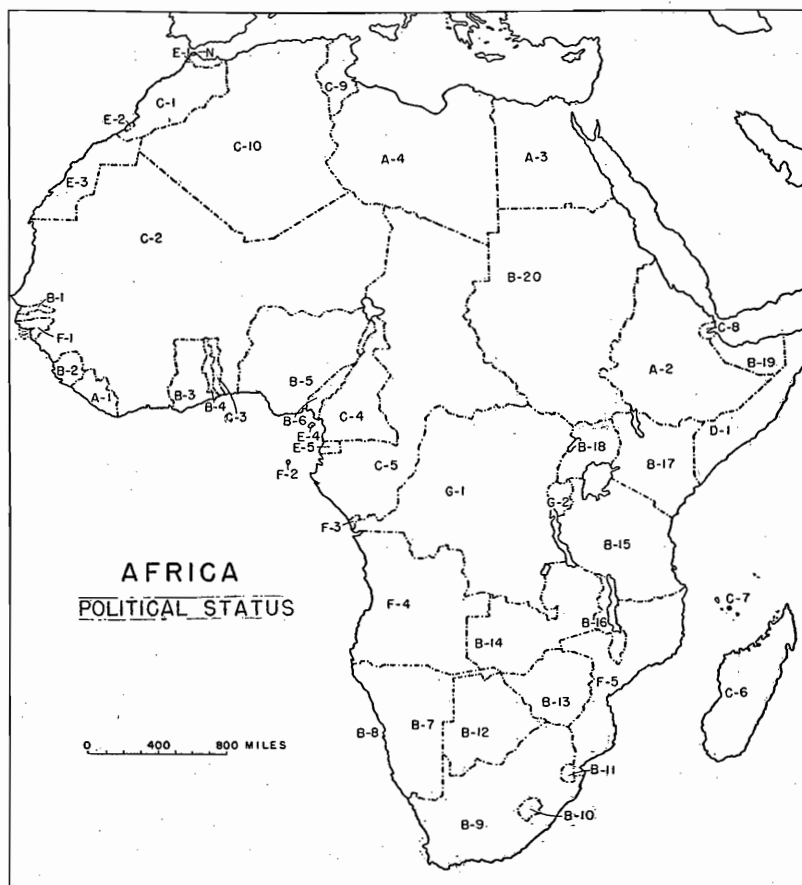 E-1
N
C-1
C-9
E-2
C-10
A-4
A-3
E-3
C-2
B-20
B-1
F-1
C-8
B-2
A-2
B-19
A-1
B-3
B-5
B-4
C-3
B-6
C-4
E-4
D-1
E-5
B-18
C-5
B-17
F-2
G-1
G-2
F-3
B-15
AFRICA
POLITICAL STATUS
F-4
C-7
B-16
B-14
F-5
C-6
B-13
B-8
B-7
B-12
0 400 800 MILES
B-11
B-10
B-9